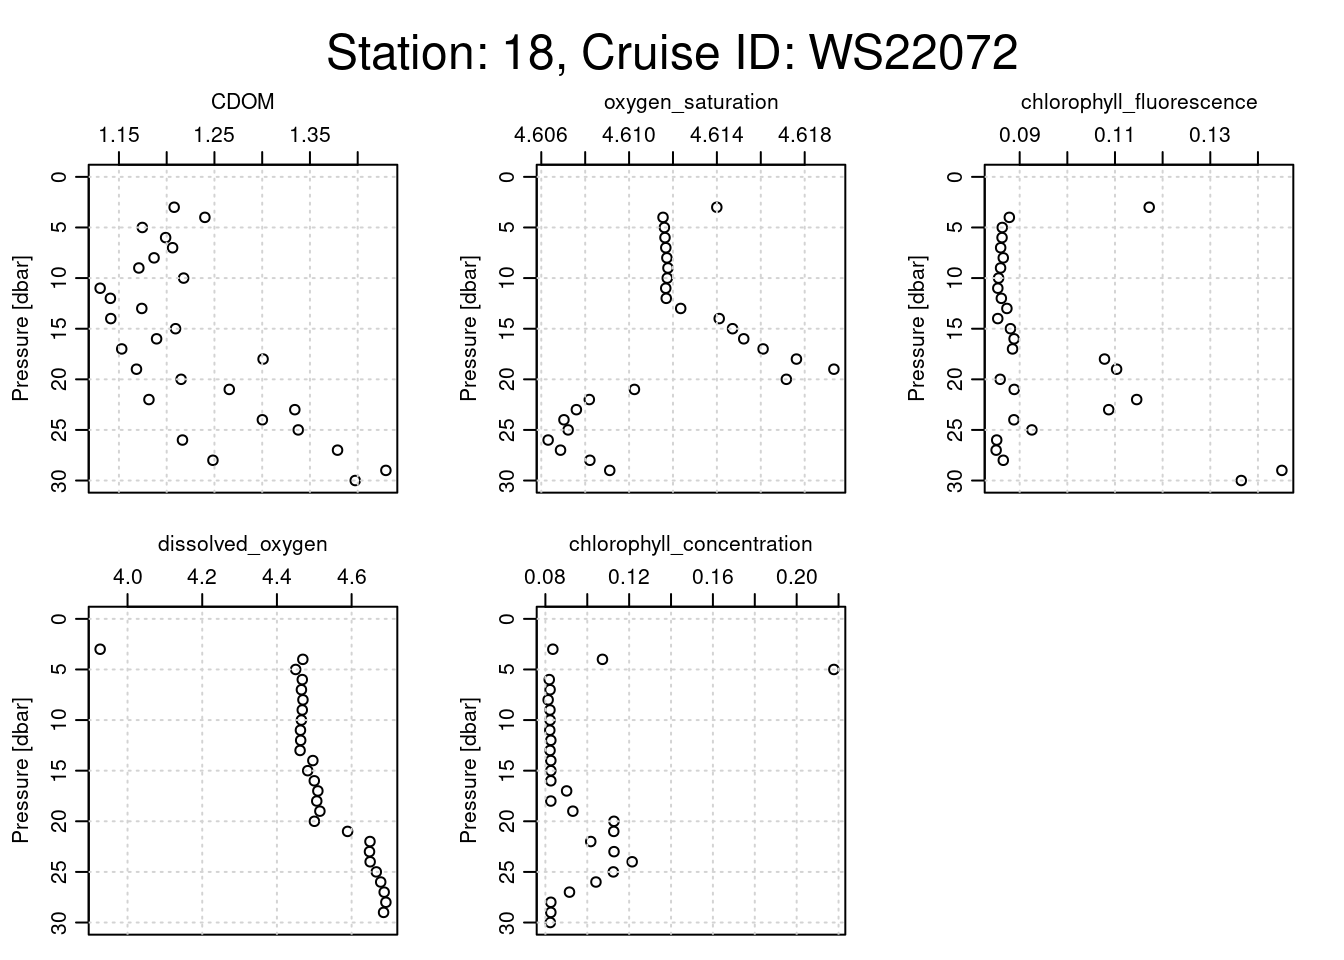 Station: 18, Cruise ID: WS22072
CDOM
1.15 1.25 1.35
Pressure [dbar]
0 5 10 15 20 25 30
oxygen_saturation
4.606 4.610 4.614 4.618
Pressure [dbar]
0 5 10 15 20 25 30
chlorophyll_fluorescence
0.09 0.11 0.13
Pressure [dbar]
0 5 10 15 20 25 30
dissolved_oxygen
4.0 4.2 4.4 4.6
Pressure [dbar]
0 5 10 15 20 25 30
chlorophyll_concentration
0.08 0.12 0.16 0.20
Pressure [dbar]
0 5 10 15 20 25 30